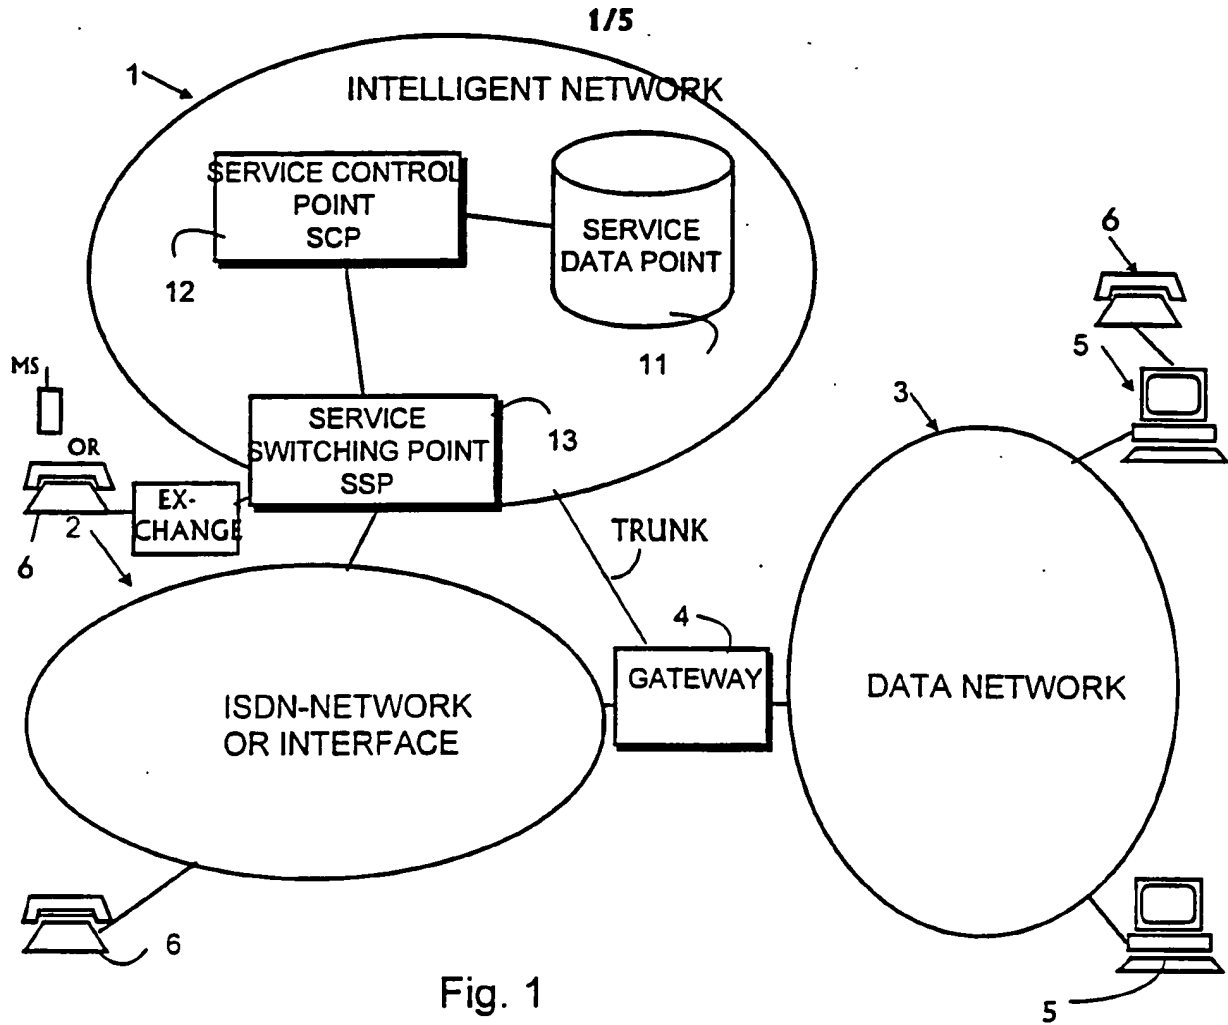 1/5
1
INTELLIGENT NETWORK
SERVICE CONTROL
POINT
SCP
12
SERVICE
DATA POINT
11
6
5
MS
OR
6
EX-
CHANGE
SERVICE
SWITCHING POINT
SSP
13
3
2
TRUNK
4
GATEWAY
DATA NETWORK
ISDN-NETWORK
OR INTERFACE
6
5
Fig. 1